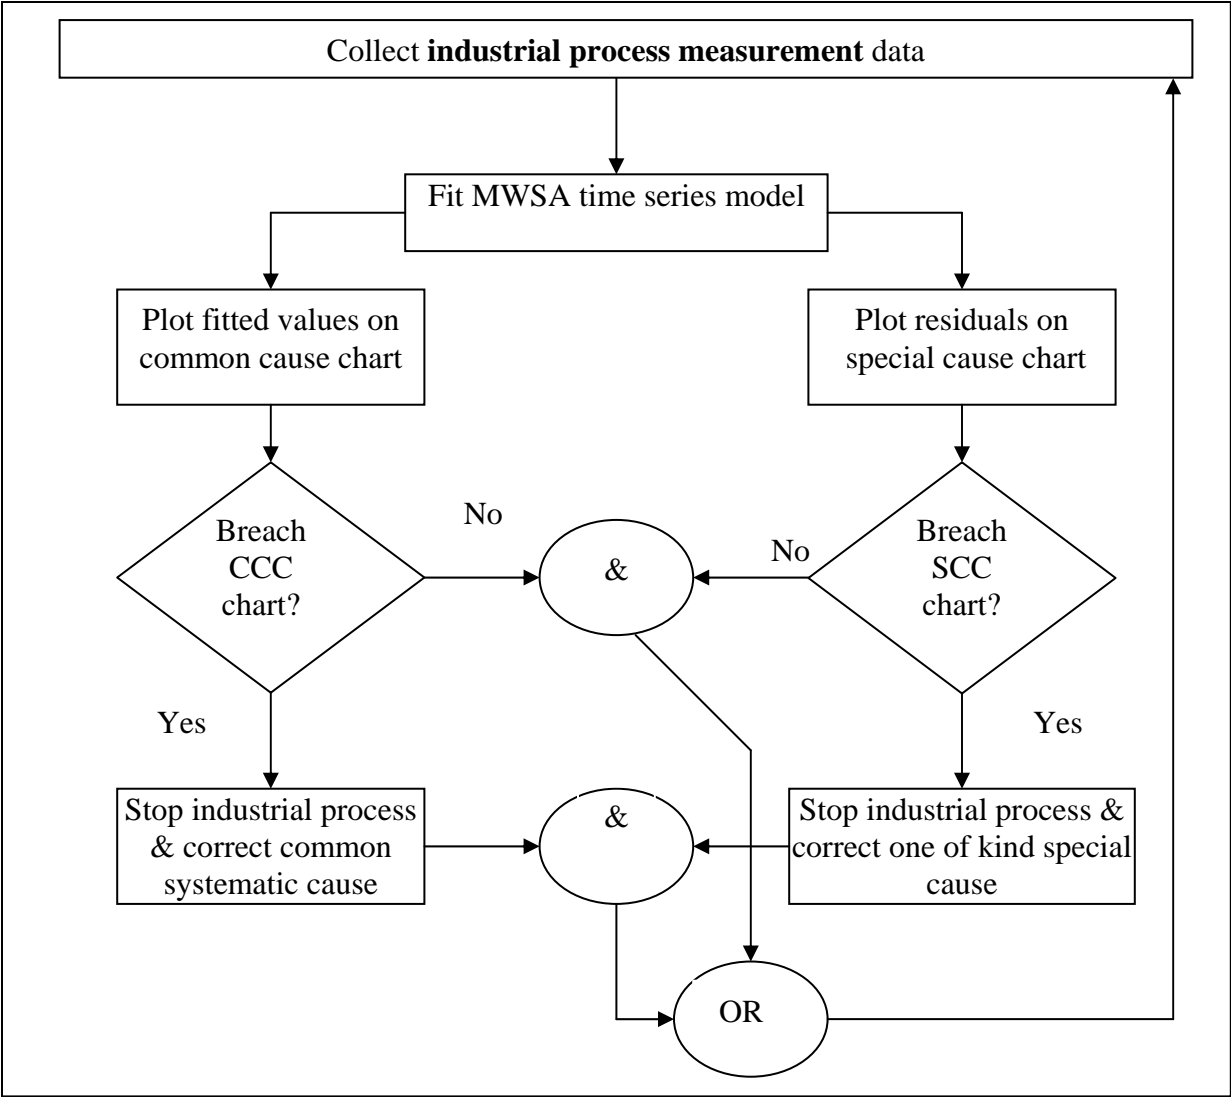 Collect industrial process measurement data
Fit MWSA time series model
Plot fitted values on
common cause chart
Plot residuals on
special cause chart
Breach
CCC
chart?
No
&
No
Breach
SCC
chart?
Yes
Yes
Stop industrial process
& correct common
systematic cause
&
Stop industrial process &
correct one of kind special
cause
OR